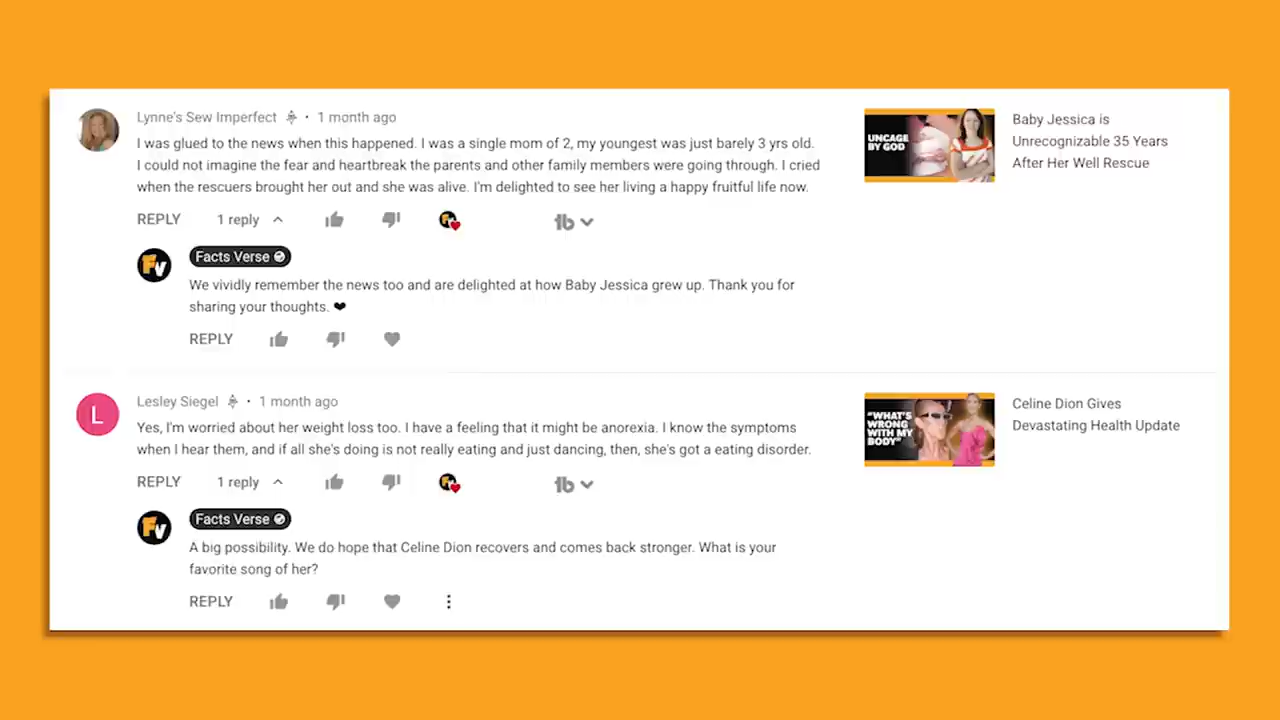 Lynne's Sew Imperfect · 1 month ago
I was glued to the news when this happened. I was a single mom of 2, my youngest was just barely 3 yrs old.
I could not imagine the fear and heartbreak the parents and other family members were going through. I cried
when the rescuers brought her out and she was alive. I'm delighted to see her living a happy fruitful life now.
REPLY 1 reply
UNCAGE
BY GOD
Baby Jessica is
Unrecognizable 35 Years
After Her Well Rescue
FV
Facts Verse
We vividly remember the news too and are delighted at how Baby Jessica grew up. Thank you for
sharing your thoughts. ❤
REPLY
L
Lesley Siegel · 1 month ago
Yes, I'm worried about her weight loss too. I have a feeling that it might be anorexia. I know the symptoms
when I hear them, and if all she's doing is not really eating and just dancing, then, she's got a eating disorder.
REPLY 1 reply
"WHAT'S
WRONG
WITH MY
BODY"
Celine Dion Gives
Devastating Health Update
FV
Facts Verse
A big possibility. We do hope that Celine Dion recovers and comes back stronger. What is your
favorite song of her?
REPLY